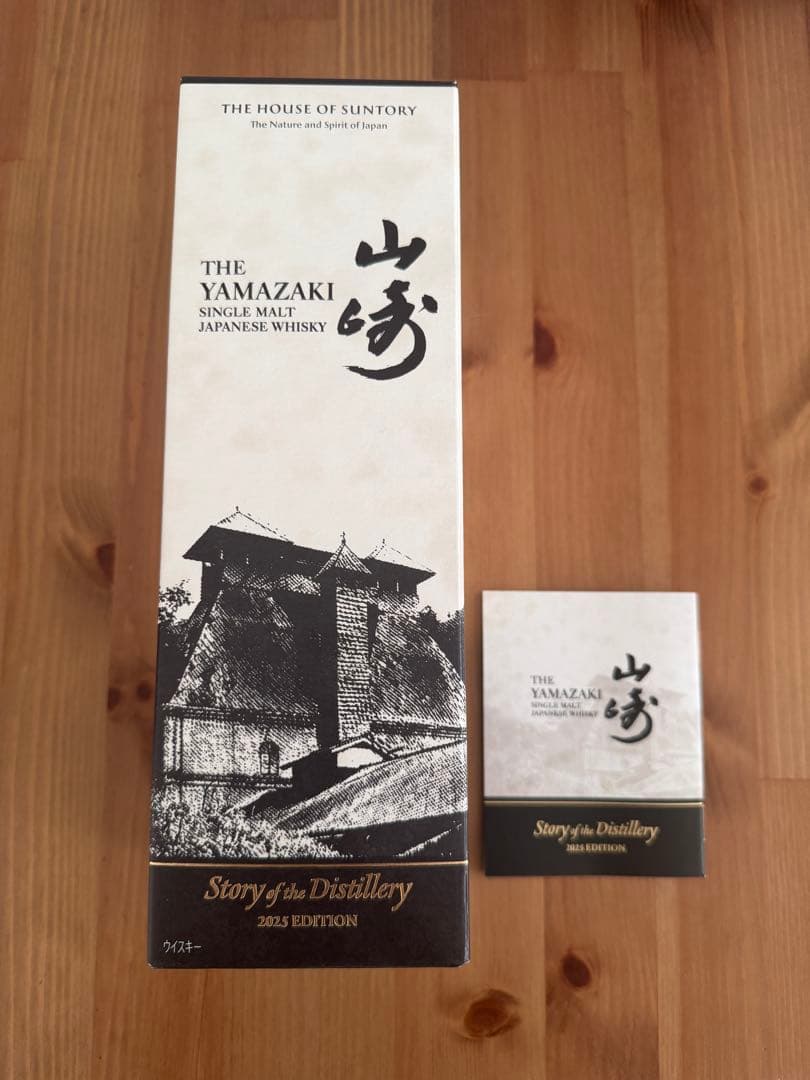 THE HOUSE OF SUNTORY
The Nature and Spirit of Japan
THE
YAMAZAKI
SINGLE MALT
JAPANESE WHISKY
山崎
Story of the Distillery
2025 EDITION
ウイスキー
THE
YAMAZAKI
SINGLE MALT
JAPANESE WHISKY
山崎
Story of the Distillery
2025 EDITION